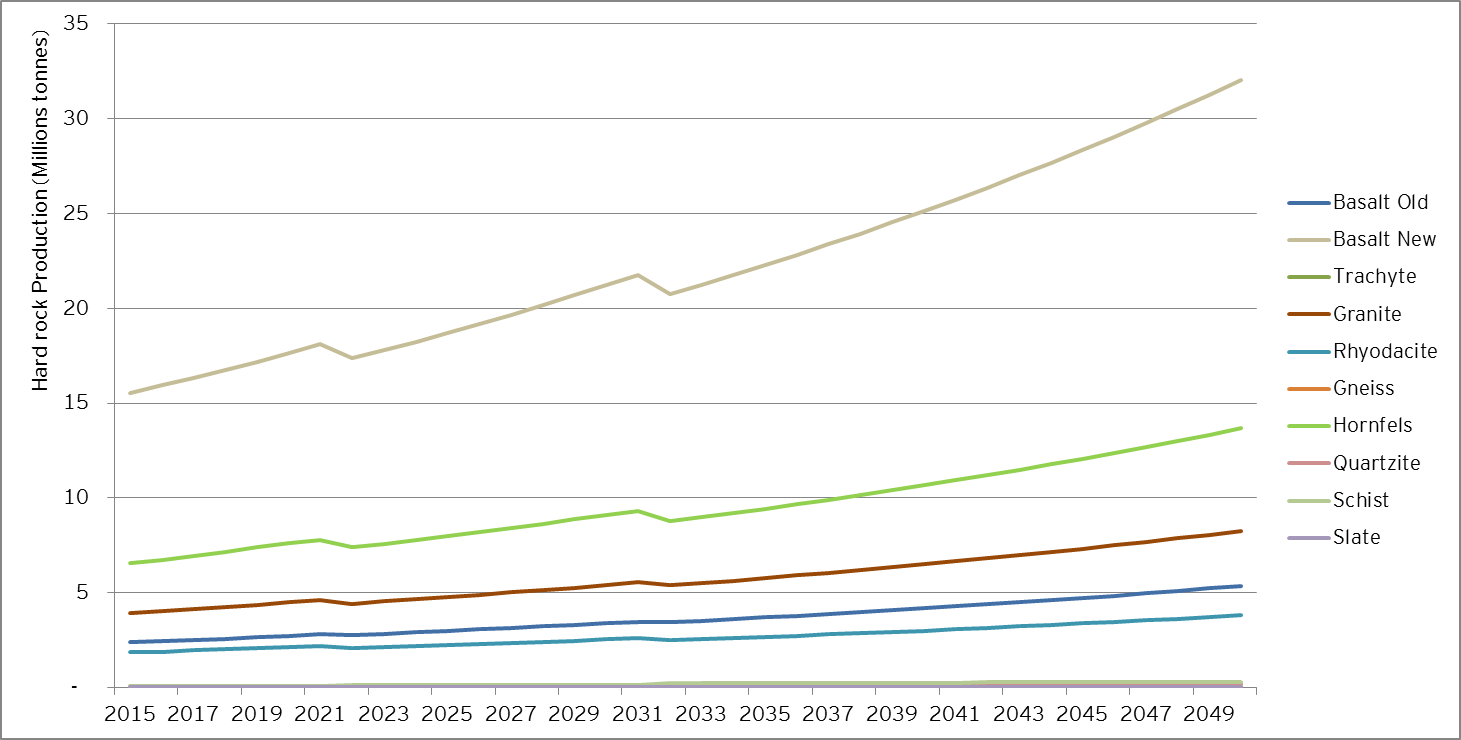 Hard rock Production (Millions tonnes)
35
30
25
20
15
10
5
-
2015 2017 2019 2021 2023 2025 2027 2029 2031 2033 2035 2037 2039 2041 2043 2045 2047 2049
Basalt Old
Basalt New
Trachyte
Granite
Rhyodacite
Gneiss
Hornfels
Quartzite
Schist
Slate